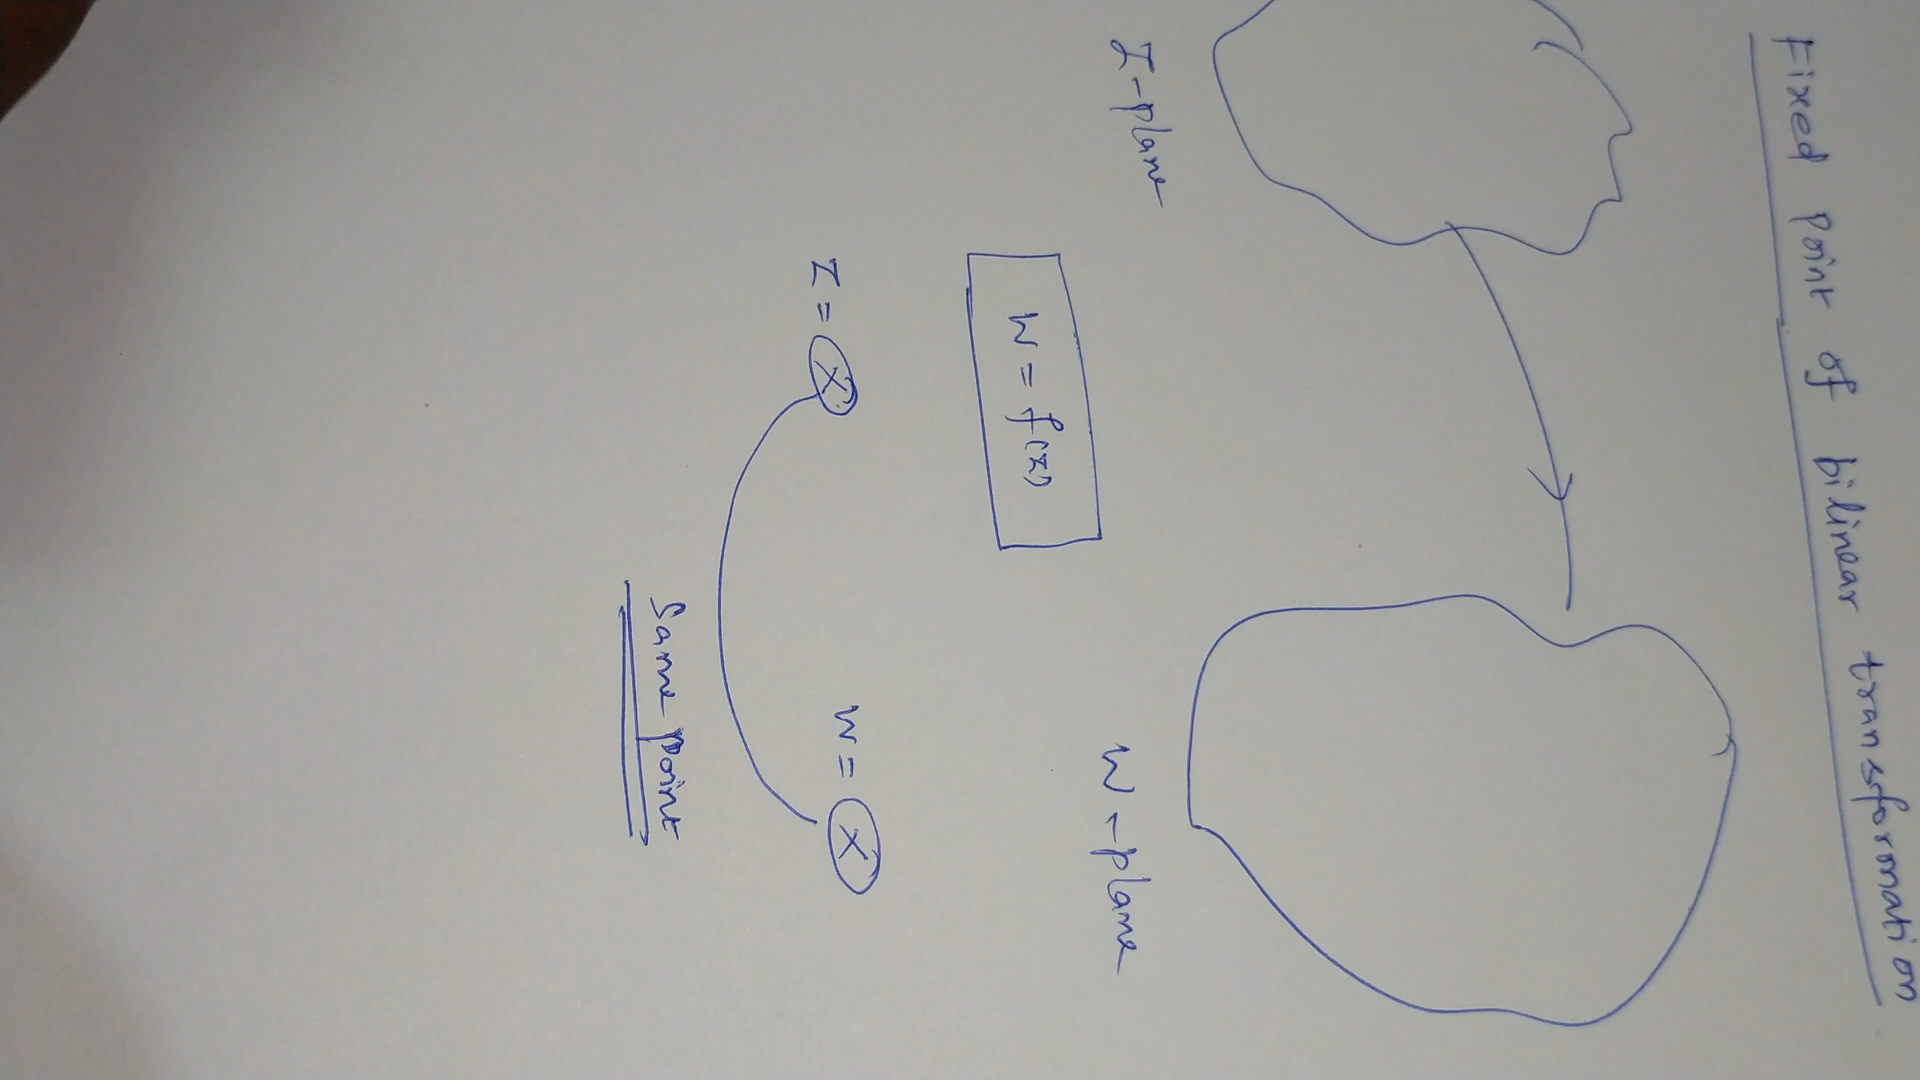 Fixed point of bilinear transformation
Z-plane
W-plane
W = f(z)
Z = X
W = X
Same point